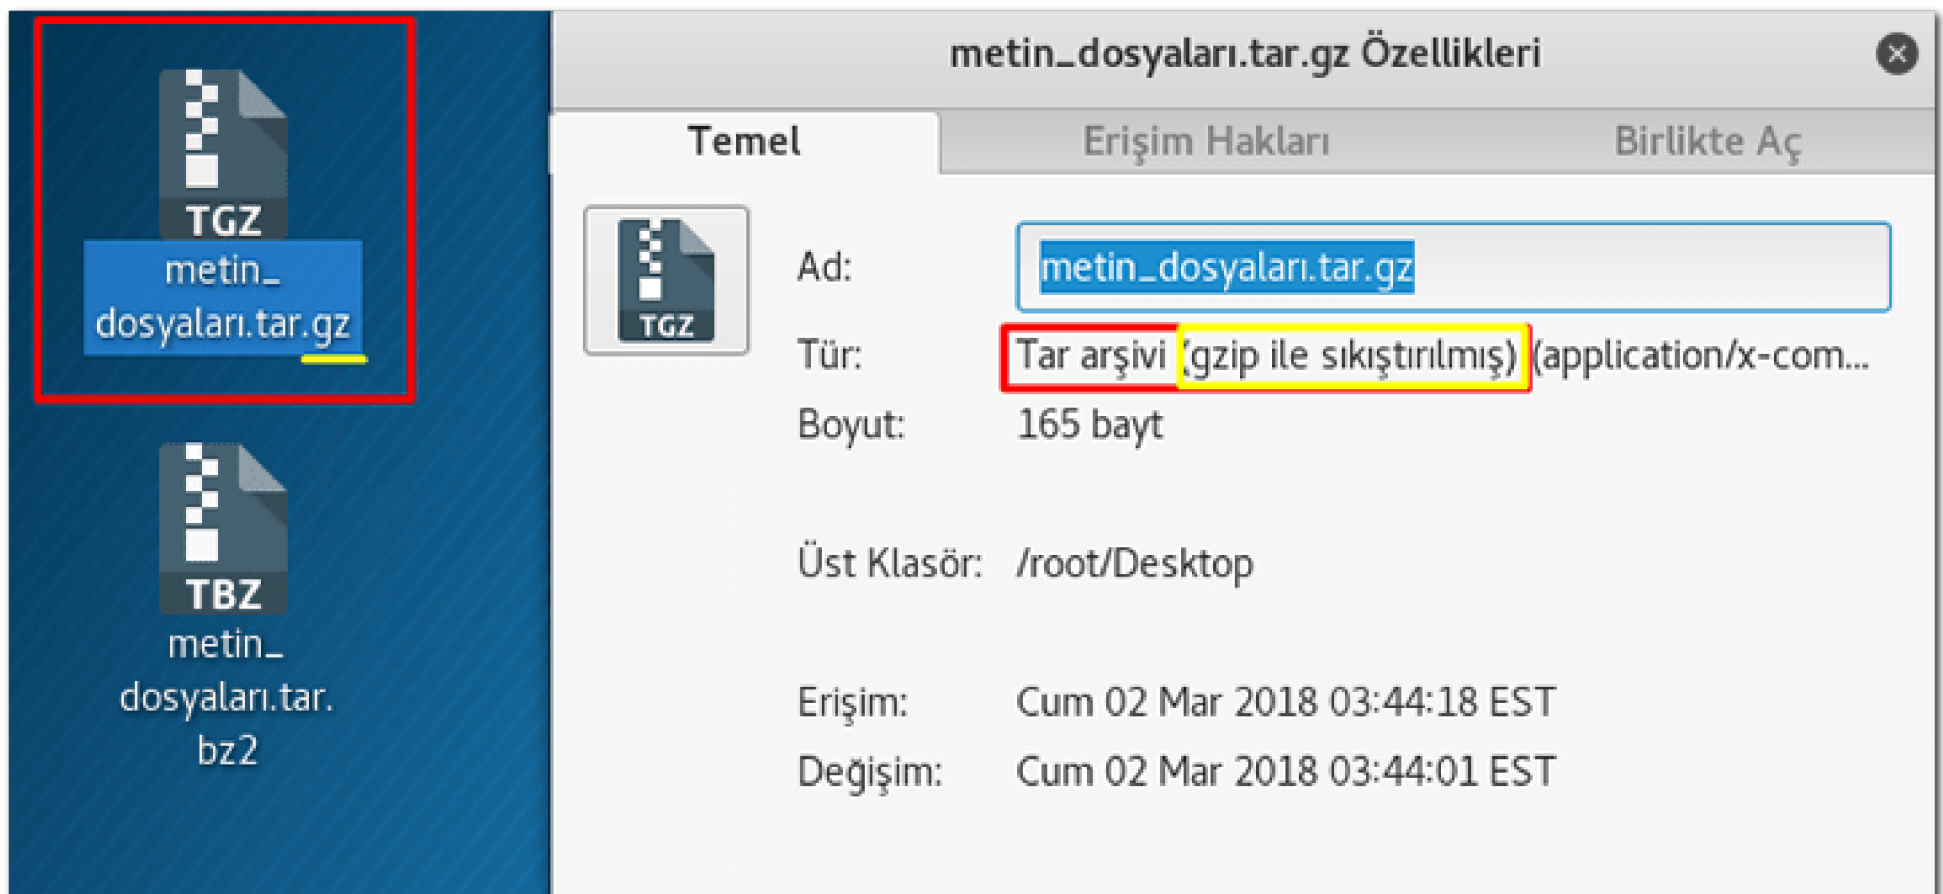 TGZ
metin_
dosyaları.tar.gz
TBZ
metin_
dosyaları.tar.
bz2
metin_dosyaları.tar.gz Özellikleri
Temel Erişim Hakları Birlikte Aç
TGZ
Ad: metin_dosyaları.tar.gz
Tür: Tar arşivi (gzip ile sıkıştırılmış) (application/x-com...
Boyut: 165 bayt
Üst Klasör: /root/Desktop
Erişim: Cum 02 Mar 2018 03:44:18 EST
Değişim: Cum 02 Mar 2018 03:44:01 EST